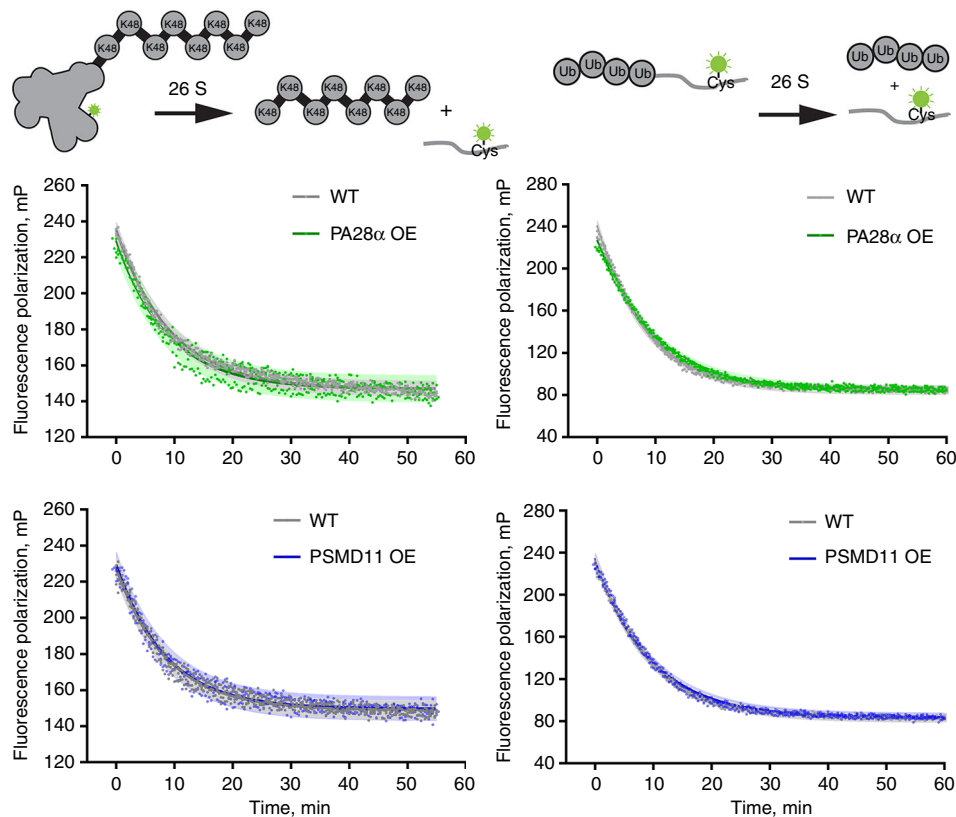 K48 K48 K48 K48
K48 K48 K48 K48
26 S
K48 K48 K48 K48
K48 K48 K48 K48
+
Cys
Ub Ub Ub Ub
Cys
26 S
Ub Ub Ub Ub
+
Cys
Fluorescence polarization, mP
260
240
220
200
180
160
140
120
WT
PA28α OE
0 10 20 30 40 50 60
Fluorescence polarization, mP
280
240
200
160
120
80
40
WT
PA28α OE
0 10 20 30 40 50 60
Fluorescence polarization, mP
260
240
220
200
180
160
140
120
WT
PSMD11 OE
0 10 20 30 40 50 60
Time, min
Fluorescence polarization, mP
280
240
200
160
120
80
40
WT
PSMD11 OE
0 10 20 30 40 50 60
Time, min